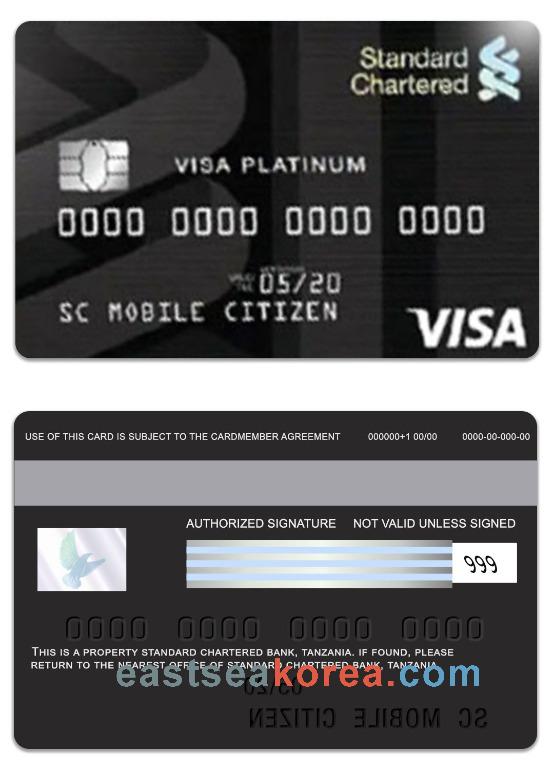 Standard
Chartered
VISA PLATINUM
0000 0000 0000 0000
05/20
SC MOBILE CITIZEN
VISA
USE OF THIS CARD IS SUBJECT TO THE CARDMEMBER AGREEMENT 000000+1 00/00 0000-00-000-00
AUTHORIZED SIGNATURE NOT VALID UNLESS SIGNED
999
0000 0000 0000 0000
THIS IS A PROPERTY STANDARD CHARTERED BANK, TANZANIA. IF FOUND, PLEASE
RETURN TO THE NEAREST OFFICE OF STANDARD CHARTERED BANK, TANZANIA.
eastseakorea.com
05/20
SC MOBILE CITIZEN